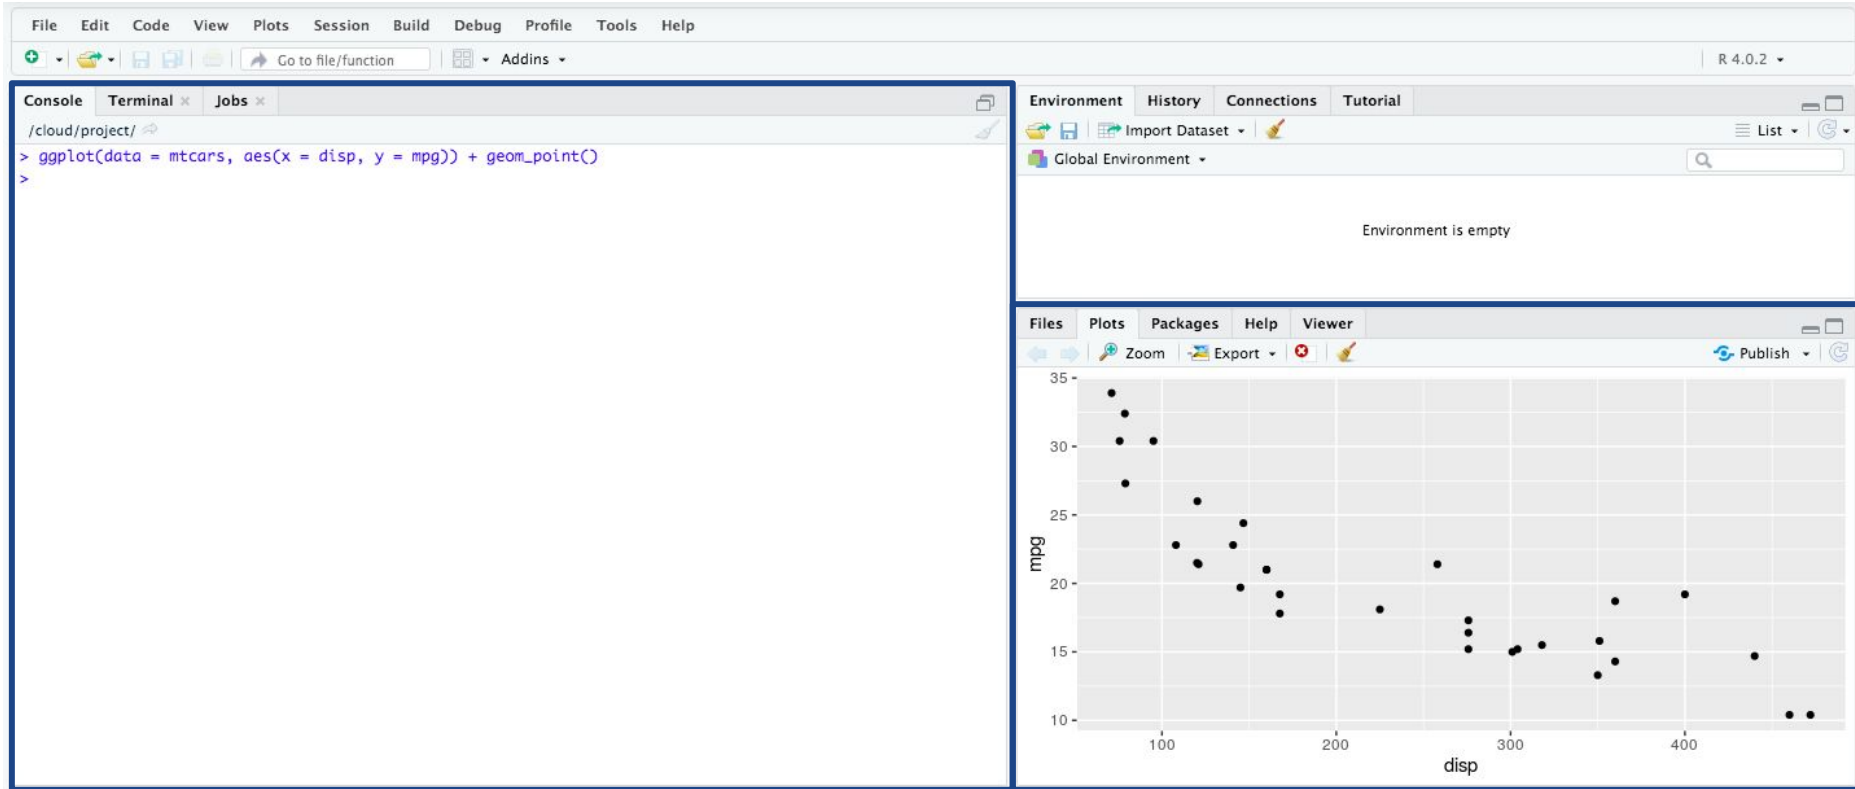 File Edit Code View Plots Session Build Debug Profile Tools Help
Go to file/function Addins R 4.0.2
Console Terminal Jobs
/cloud/project/
> ggplot(data = mtcars, aes(x = disp, y = mpg)) + geom_point()
>
Environment History Connections Tutorial
Import Dataset List
Global Environment
Environment is empty
Files Plots Packages Help Viewer
Zoom Export Publish
35
30
25
20
15
10
mpg
100 200 300 400
disp